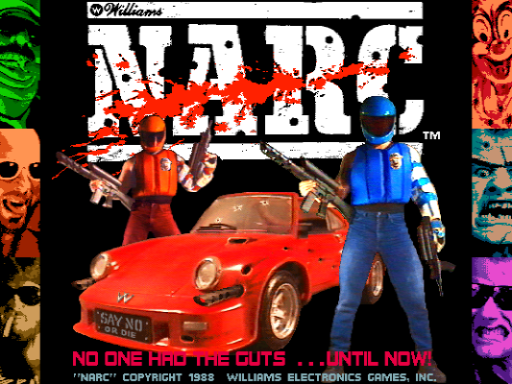 Williams
NARC
TM
SAY NO
OR DIE
NO ONE HAD THE GUTS ...UNTIL NOW!
"NARC" COPYRIGHT 1988 WILLIAMS ELECTRONICS GAMES, INC.